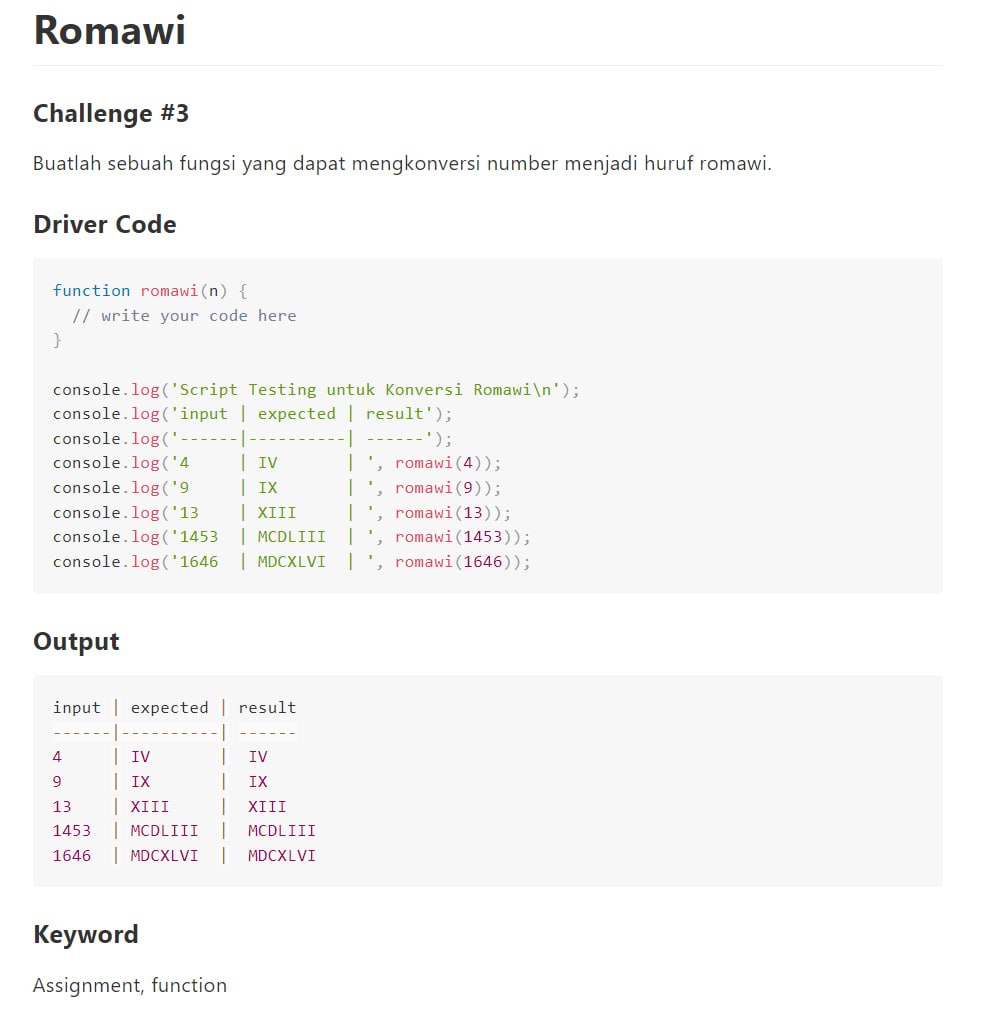 Romawi
Challenge #3
Buatlah sebuah fungsi yang dapat mengkonversi number menjadi huruf romawi.
Driver Code
function romawi(n) {
  // write your code here
}
console.log('Script Testing untuk Konversi Romawi\n');
console.log('input | expected | result');
console.log('------|----------| ------');
console.log('4     | IV       | ', romawi(4));
console.log('9     | IX       | ', romawi(9));
console.log('13    | XIII     | ', romawi(13));
console.log('1453  | MCDLIII  | ', romawi(1453));
console.log('1646  | MDCXLVI  | ', romawi(1646));
Output
input | expected | result
------|----------| ------
4     | IV       |  IV
9     | IX       |  IX
13    | XIII     |  XIII
1453  | MCDLIII  |  MCDLIII
1646  | MDCXLVI  |  MDCXLVI
Keyword
Assignment, function